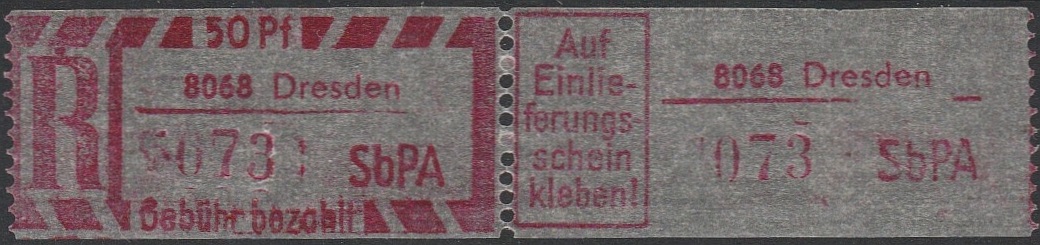 50 Pf
R
8068 Dresden
073
SbPA
Gebühr bezahlt
Auf
Einlie-
ferungs-
schein
kleben!
8068 Dresden
073
SbPA